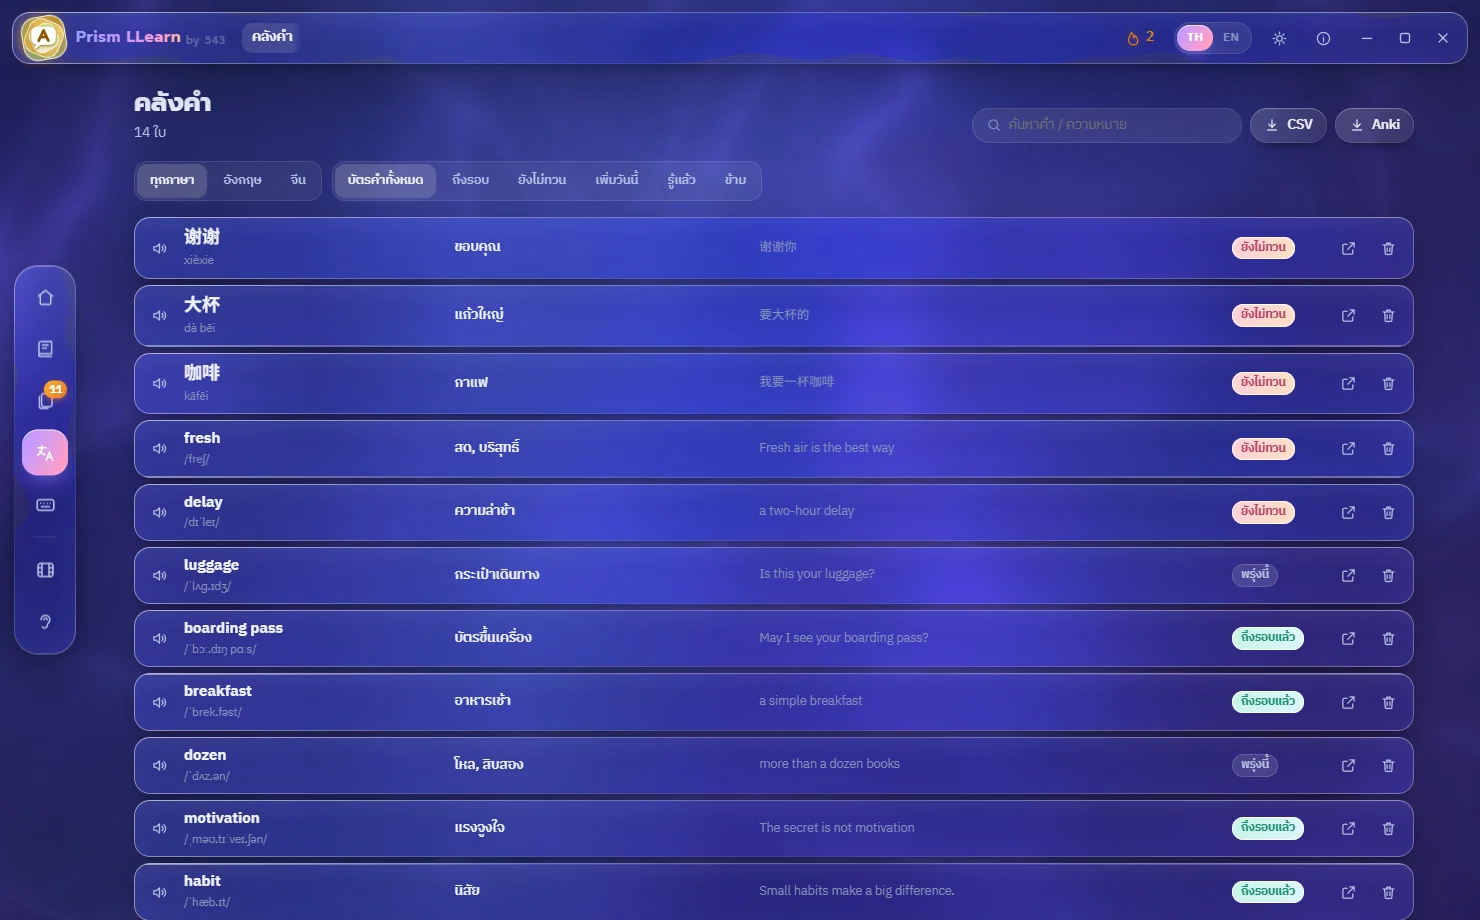 Prism LLearn by 543
คลังคำ
2
TH
EN
คลังคำ
14 ใบ
ค้นหาคำ / ความหมาย
CSV
Anki
ทุกภาษา
อังกฤษ
จีน
บัตรคำทั้งหมด
ถึงรอบ
ยังไม่ทวน
เพิ่มวันนี้
รู้แล้ว
ข้าม
11
谢谢
xièxie
ขอบคุณ
谢谢你
ยังไม่ทวน
大杯
dà bēi
แก้วใหญ่
要大杯的
ยังไม่ทวน
咖啡
kāfēi
กาแฟ
我要一杯咖啡
ยังไม่ทวน
fresh
/freʃ/
สด, บริสุทธิ์
Fresh air is the best way
ยังไม่ทวน
delay
/dɪˈleɪ/
ความล่าช้า
a two-hour delay
ยังไม่ทวน
luggage
/ˈlʌɡ.ɪdʒ/
กระเป๋าเดินทาง
Is this your luggage?
พรุ่งนี้
boarding pass
/ˈbɔː.dɪŋ pɑːs/
บัตรขึ้นเครื่อง
May I see your boarding pass?
ถึงรอบแล้ว
breakfast
/ˈbrek.fəst/
อาหารเช้า
a simple breakfast
ถึงรอบแล้ว
dozen
/ˈdʌz.ən/
โหล, สิบสอง
more than a dozen books
พรุ่งนี้
motivation
/ˌməʊ.tɪˈveɪ.ʃən/
แรงจูงใจ
The secret is not motivation
ถึงรอบแล้ว
habit
/ˈhæb.ɪt/
นิสัย
Small habits make a big difference.
ถึงรอบแล้ว